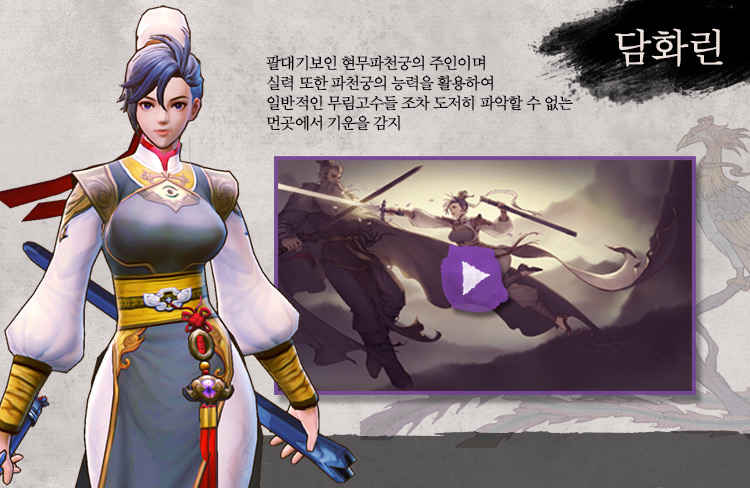 담화린
팔대기보인 현무파천궁의 주인이며
실력 또한 파천궁의 능력을 활용하여
일반적인 무림고수들 조차 도저히 파악할 수 없는
먼곳에서 기운을 감지